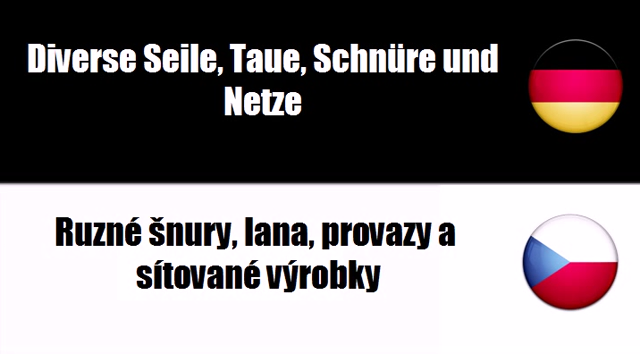 Diverse Seile, Taue, Schnüre und
Netze
Ruzné šnury, lana, provazy a
sítované výrobky